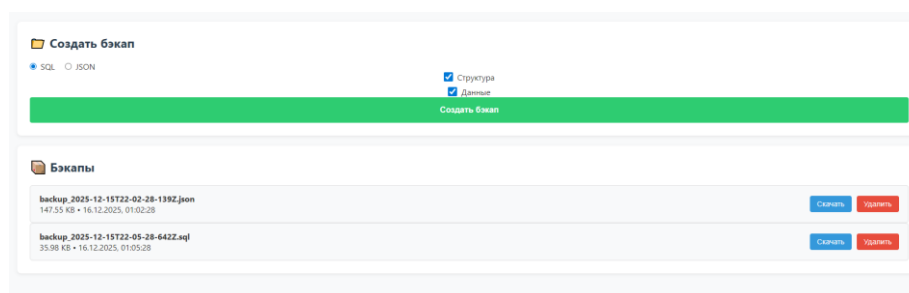 Создать бэкап
SQL JSON
Структура
Данные
Создать бэкап
Бэкапы
backup_2025-12-15T22-02-28-139Z.json
147.55 KB • 16.12.2025, 01:02:28
Скачать Удалить
backup_2025-12-15T22-05-28-642Z.sql
35.98 KB • 16.12.2025, 01:05:28
Скачать Удалить